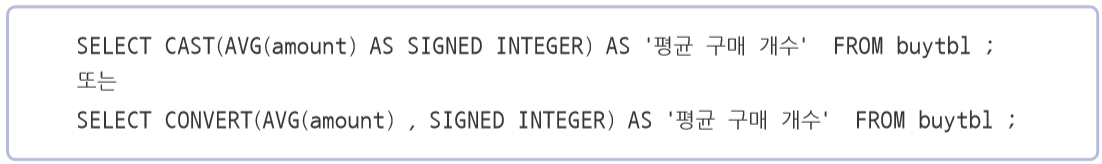 SELECT CAST(AVG(amount) AS SIGNED INTEGER) AS '평균 구매 개수'  FROM buytbl ;
또는
SELECT CONVERT(AVG(amount) , SIGNED INTEGER) AS '평균 구매 개수'  FROM buytbl ;